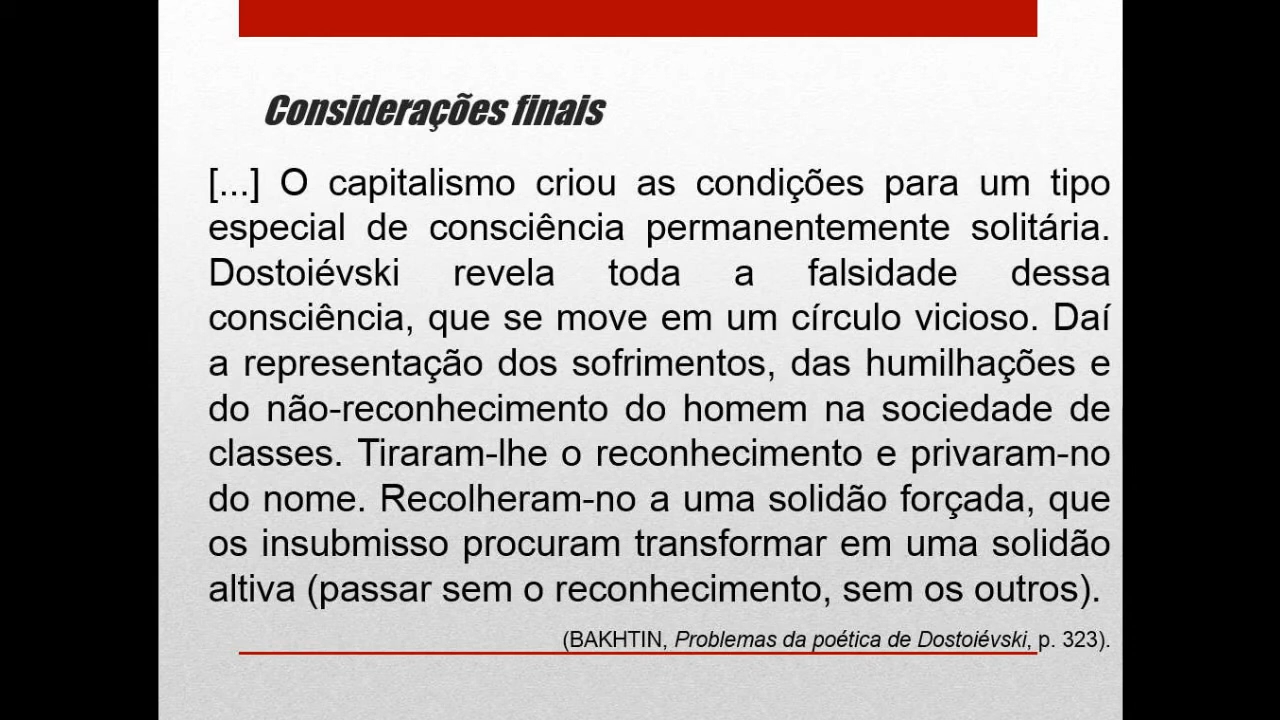 Considerações finais
[...] O capitalismo criou as condições para um tipo
especial de consciência permanentemente solitária.
Dostoiévski revela toda a falsidade dessa
consciência, que se move em um círculo vicioso. Daí
a representação dos sofrimentos, das humilhações e
do não-reconhecimento do homem na sociedade de
classes. Tiraram-lhe o reconhecimento e privaram-no
do nome. Recolheram-no a uma solidão forçada, que
os insubmisso procuram transformar em uma solidão
altiva (passar sem o reconhecimento, sem os outros).
(BAKHTIN, Problemas da poética de Dostoiévski, p. 323).